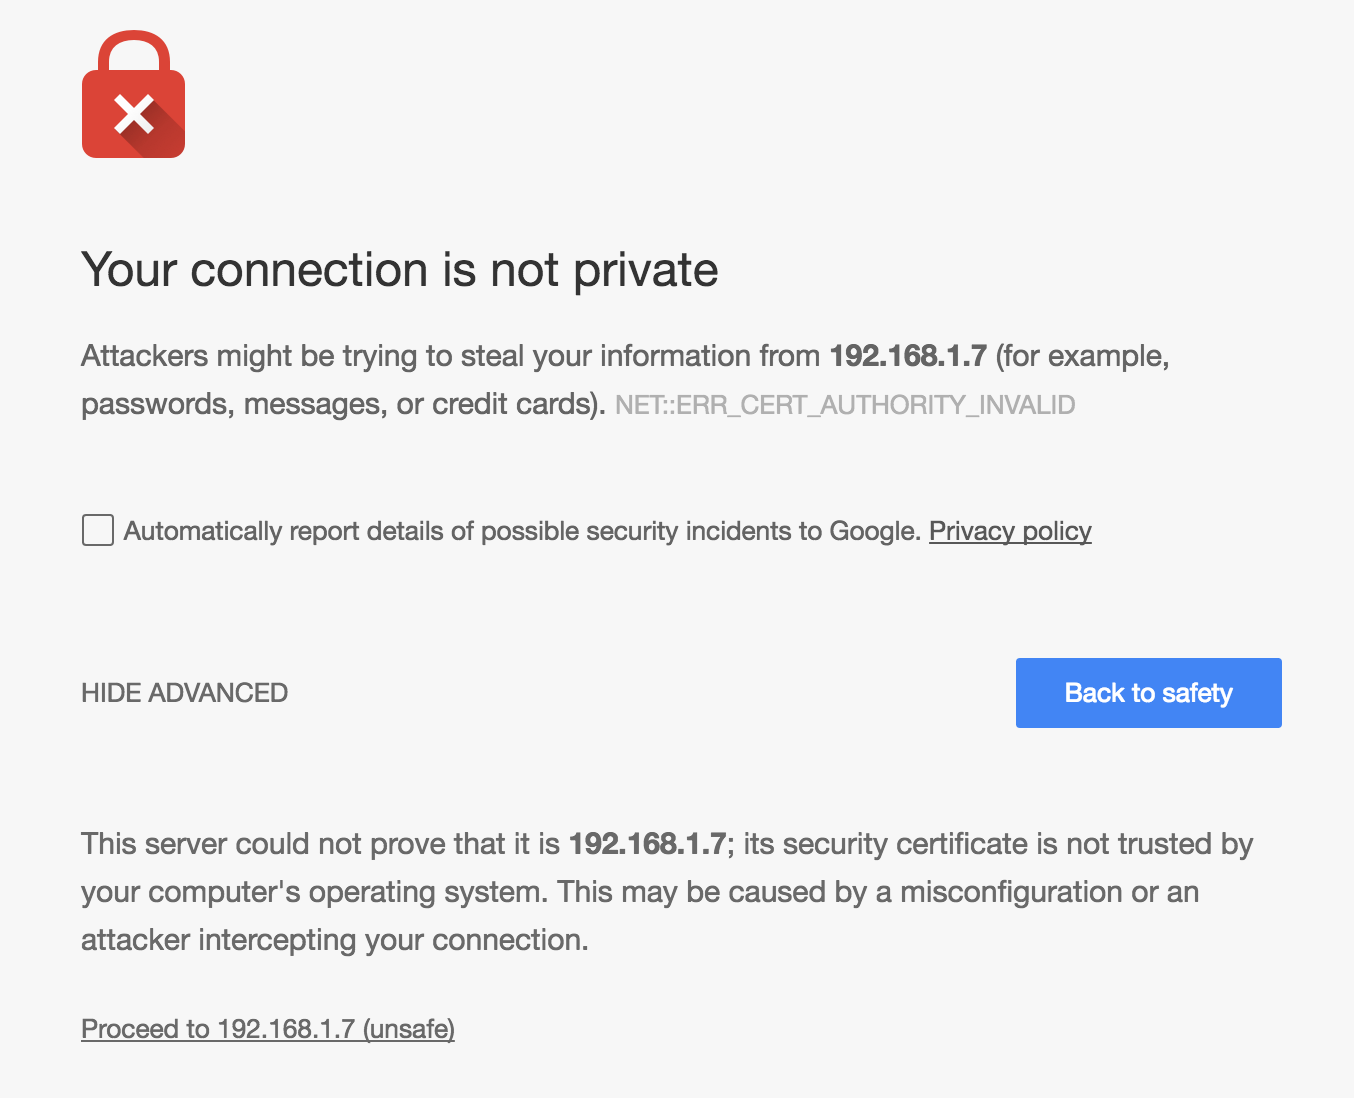 Your connection is not private
Attackers might be trying to steal your information from 192.168.1.7 (for example,
passwords, messages, or credit cards). NET::ERR_CERT_AUTHORITY_INVALID
Automatically report details of possible security incidents to Google. Privacy policy
HIDE ADVANCED
Back to safety
This server could not prove that it is 192.168.1.7; its security certificate is not trusted by
your computer's operating system. This may be caused by a misconfiguration or an
attacker intercepting your connection.
Proceed to 192.168.1.7 (unsafe)